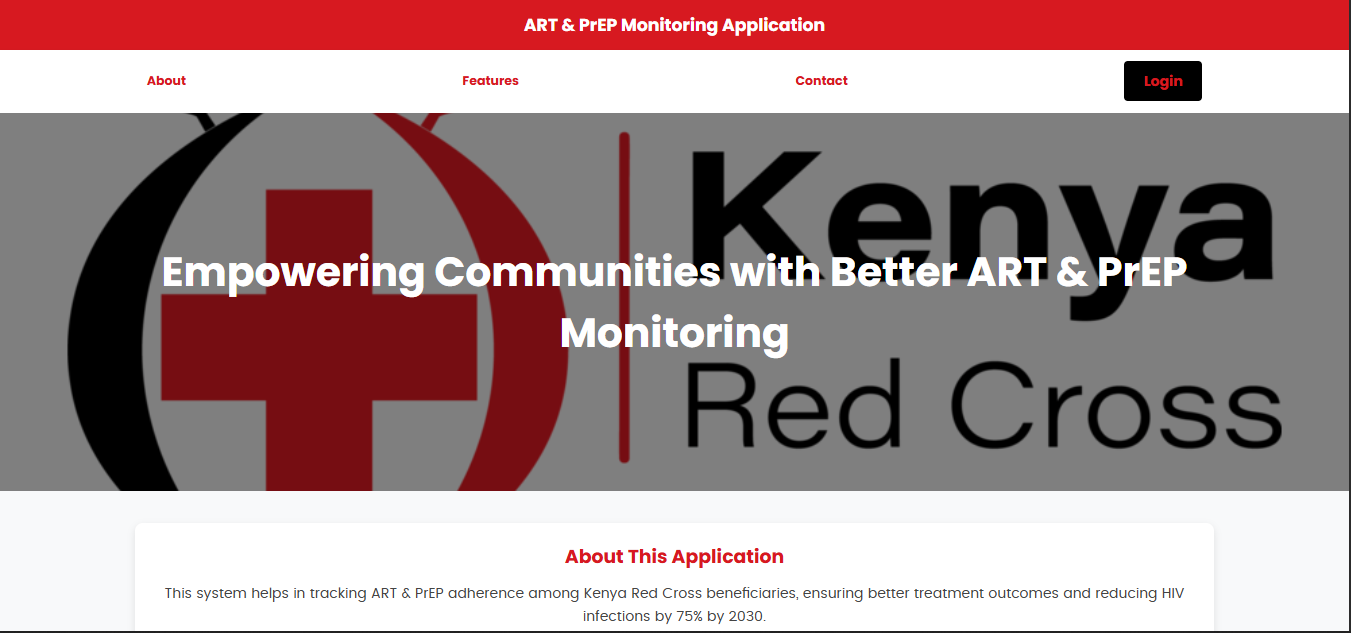 ART & PrEP Monitoring Application
About
Features
Contact
Login
Kenya
Empowering Communities with Better ART & PrEP
Monitoring
Red Cross
About This Application
This system helps in tracking ART & PrEP adherence among Kenya Red Cross beneficiaries, ensuring better treatment outcomes and reducing HIV
infections by 75% by 2030.